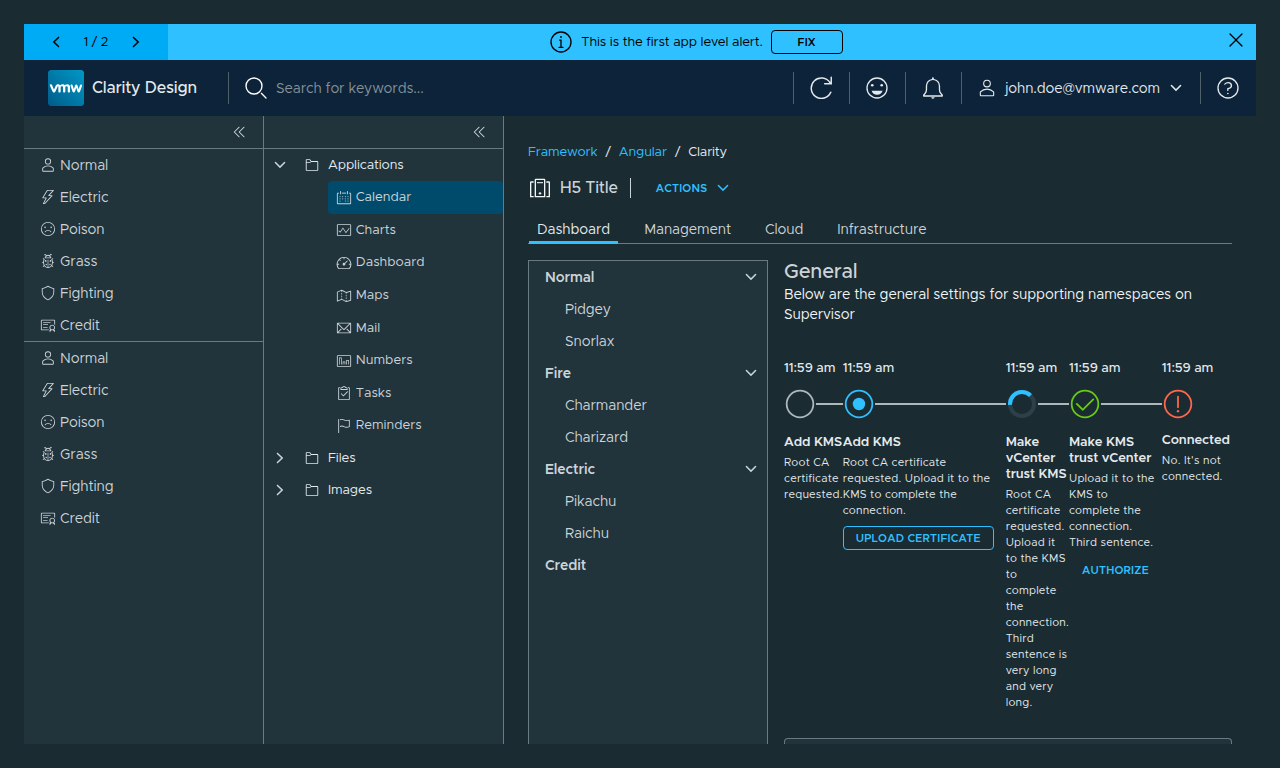 1 / 2
This is the first app level alert.
FIX
vmw
Clarity Design
Search for keywords...
john.doe@vmware.com
Normal
Electric
Poison
Grass
Fighting
Credit
Normal
Electric
Poison
Grass
Fighting
Credit
Applications
Calendar
Charts
Dashboard
Maps
Mail
Numbers
Tasks
Reminders
Files
Images
Framework / Angular / Clarity
H5 Title
ACTIONS
Dashboard
Management
Cloud
Infrastructure
Normal
Pidgey
Snorlax
Fire
Charmander
Charizard
Electric
Pikachu
Raichu
Credit
General
Below are the general settings for supporting namespaces on
Supervisor
11:59 am
Add KMS
Root CA
certificate
requested.
11:59 am
Add KMS
Root CA certificate
requested. Upload it to the
KMS to complete the
connection.
UPLOAD CERTIFICATE
11:59 am
Make
vCenter
trust KMS
Root CA
certificate
requested.
Upload it
to the KMS
to
complete
the
connection.
Third
sentence is
very long
and very
long.
11:59 am
Make KMS
trust vCenter
Upload it to the
KMS to
complete the
connection.
Third sentence.
AUTHORIZE
11:59 am
Connected
No. It's not
connected.